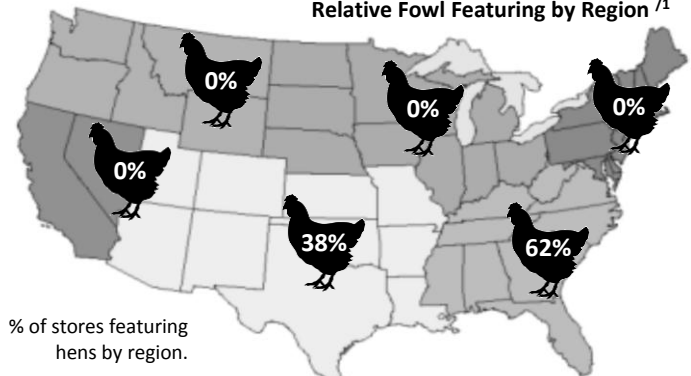 Relative Fowl Featuring by Region /1
0%
0%
0%
0%
38%
62%
% of stores featuring
hens by region.